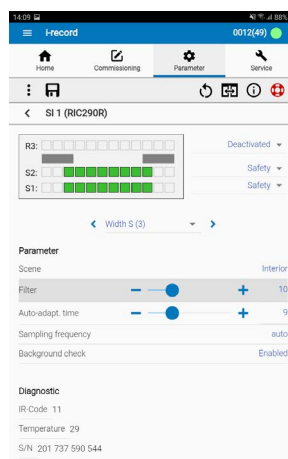 14:09 88%
i-record 0012(49)
Home Commissioning Parameter Service
SI 1 (RIC290R)
R3: Deactivated
S2: Safety
S1: Safety
Width S (3)
Parameter
Scene Interior
Filter 10
Auto-adapt. time 9
Sampling frequency auto
Background check Enabled
Diagnostic
IR-Code 11
Temperature 29
S/N 201 737 590 544